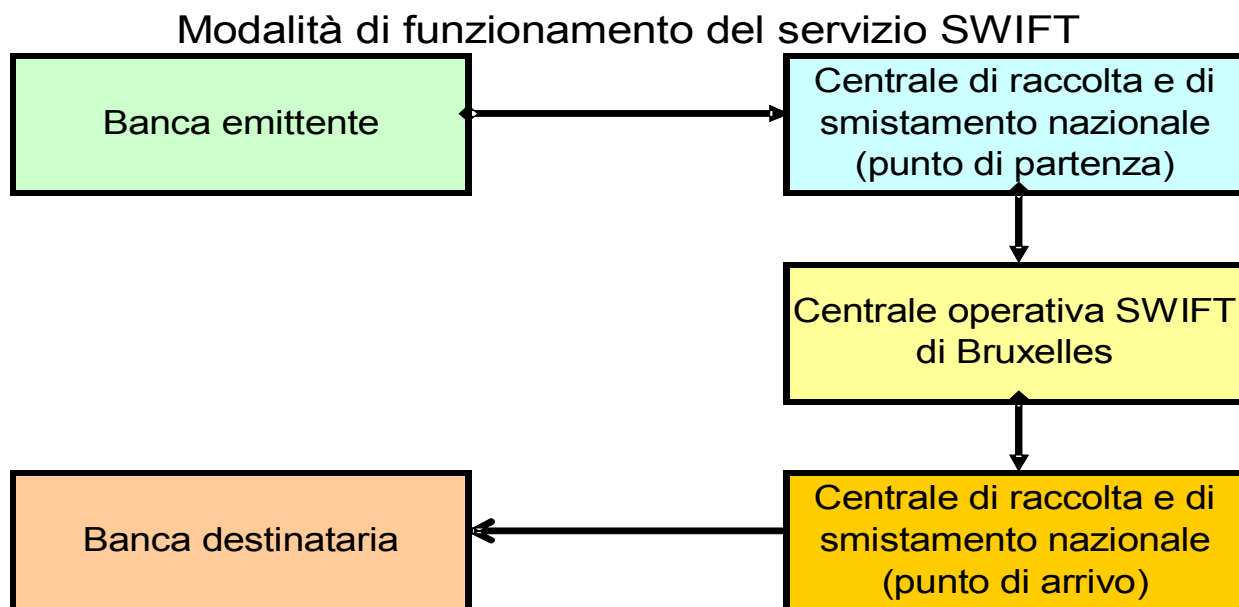 Modalità di funzionamento del servizio SWIFT
Banca emittente
Centrale di raccolta e di
smistamento nazionale
(punto di partenza)
Centrale operativa SWIFT
di Bruxelles
Banca destinataria
Centrale di raccolta e di
smistamento nazionale
(punto di arrivo)